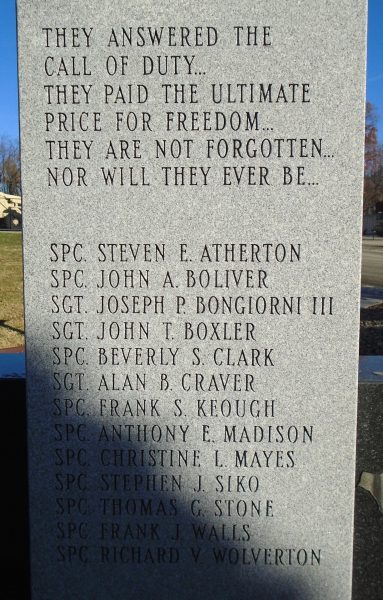 THEY ANSWERED THE
CALL OF DUTY...
THEY PAID THE ULTIMATE
PRICE FOR FREEDOM...
THEY ARE NOT FORGOTTEN...
NOR WILL THEY EVER BE...
SPC. STEVEN E. ATHERTON
SPC. JOHN A. BOLIVER
SGT. JOSEPH P. BONGIORNI III
SGT. JOHN T. BOXLER
SPC. BEVERLY S. CLARK
SGT. ALAN B. CRAVER
SPC. FRANK S. KEOUGH
SPC. ANTHONY E. MADISON
SPC. CHRISTINE L. MAYES
SPC. STEPHEN J. SIKO
SPC. THOMAS G. STONE
SPC. FRANK J. WALLS
SPC. RICHARD V. WOLVERTON